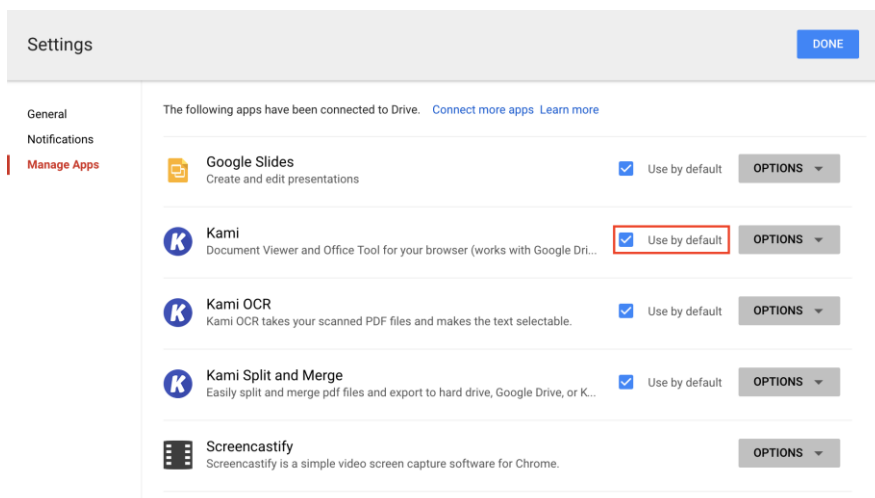 Settings
DONE
General
Notifications
Manage Apps
The following apps have been connected to Drive. Connect more apps Learn more
Google Slides
Create and edit presentations
Use by default
OPTIONS
K
Kami
Document Viewer and Office Tool for your browser (works with Google Dri...
Use by default
OPTIONS
K
Kami OCR
Kami OCR takes your scanned PDF files and makes the text selectable.
Use by default
OPTIONS
K
Kami Split and Merge
Easily split and merge pdf files and export to hard drive, Google Drive, or K...
Use by default
OPTIONS
Screencastify
Screencastify is a simple video screen capture software for Chrome.
OPTIONS